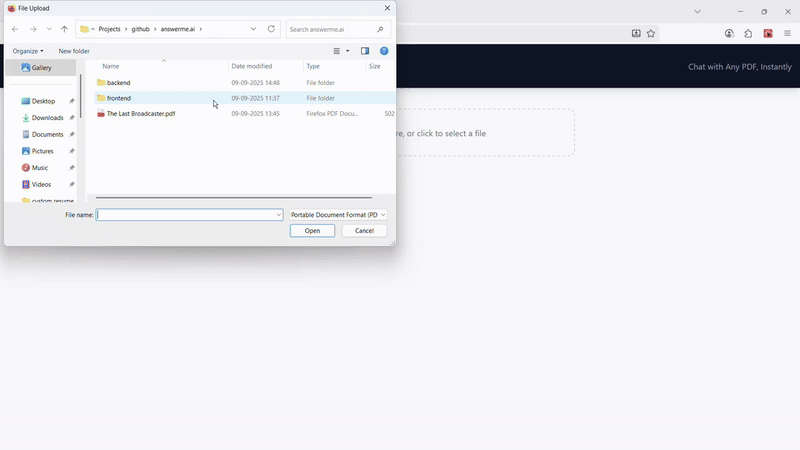 File Upload
Projects > github > answerme.ai >
Search answerme.ai
Organize
New folder
Gallery
Desktop
Downloads
Documents
Pictures
Music
Videos
custom resume
Name
Date modified
Type
Size
backend
09-09-2025 14:48
File folder
frontend
09-09-2025 11:37
File folder
The Last Broadcaster.pdf
09-09-2025 13:45
Firefox PDF Docu...
502
File name:
Portable Document Format (PD
Open
Cancel
Chat with Any PDF, Instantly
re, or click to select a file